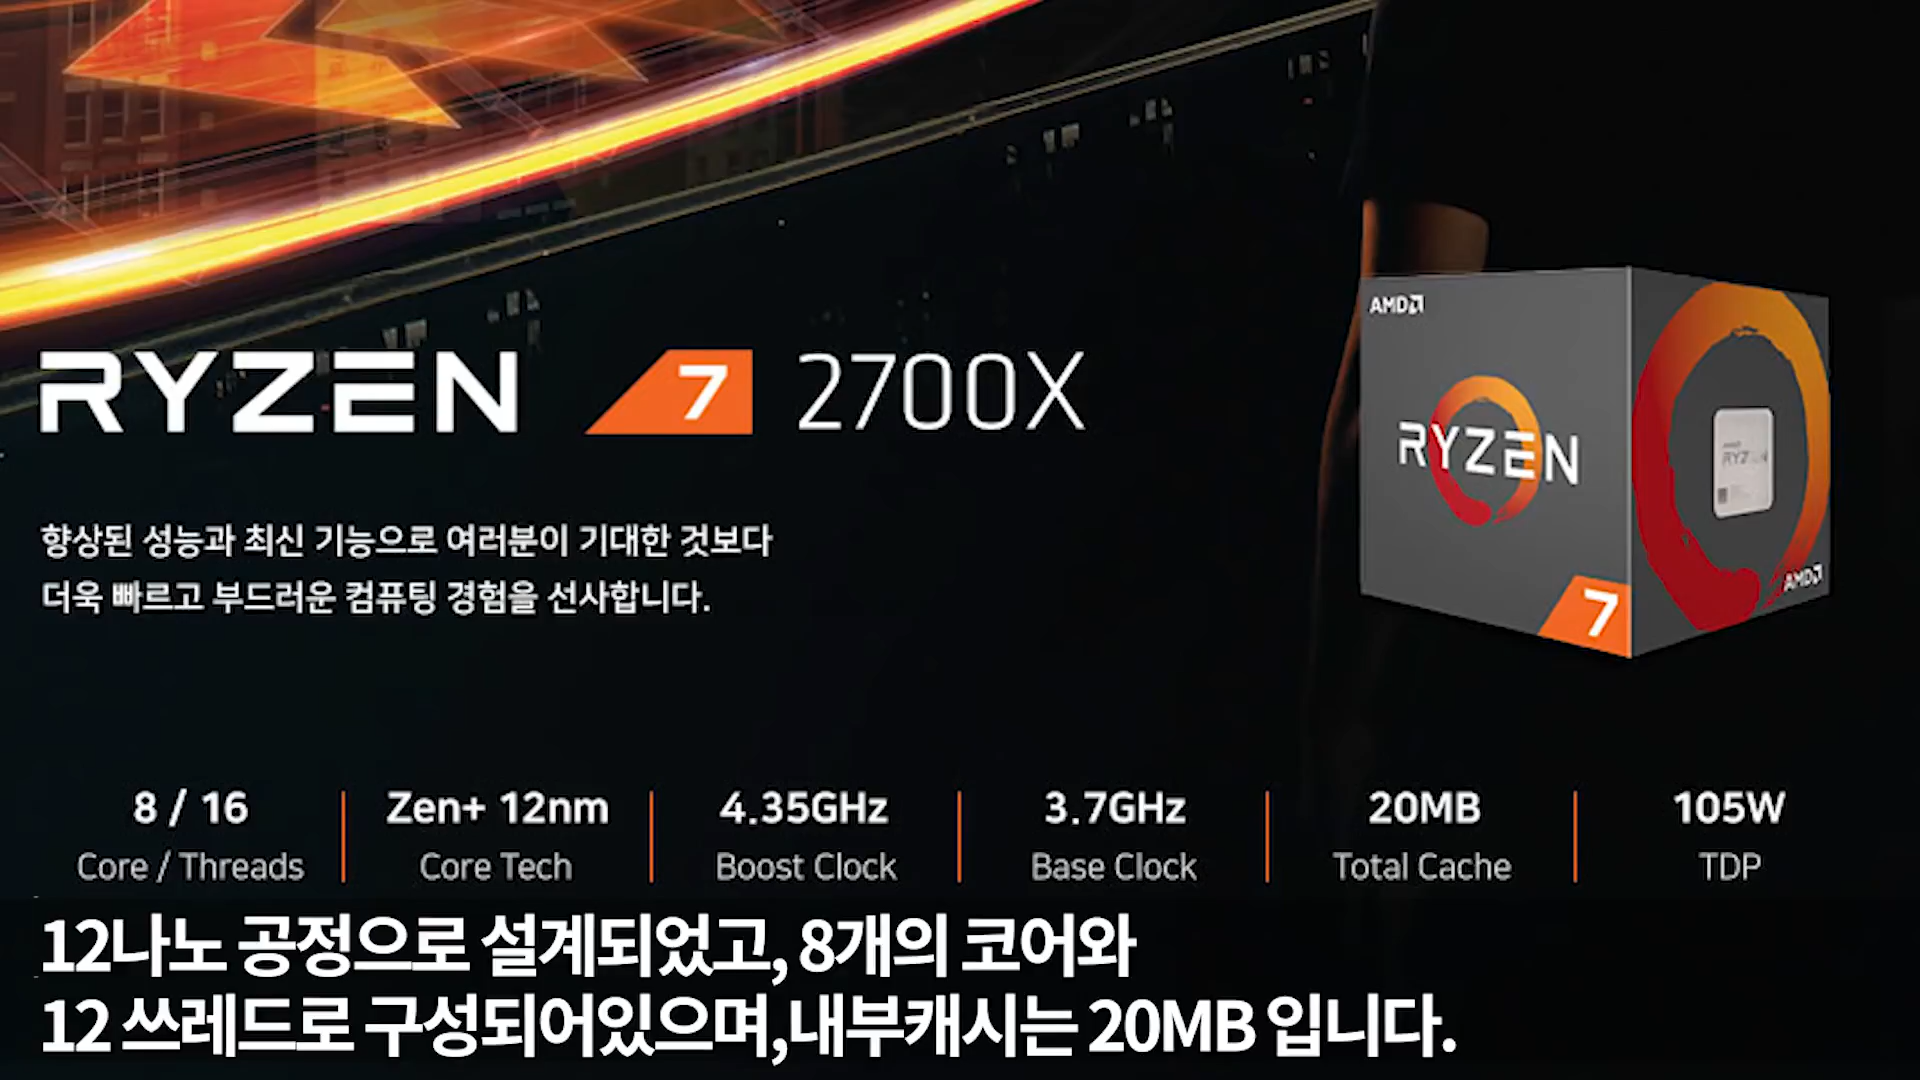 RYZEN 7 2700X
향상된 성능과 최신 기능으로 여러분이 기대한 것보다
더욱 빠르고 부드러운 컴퓨팅 경험을 선사합니다.
AMD
RYZEN
7
RYZEN
AMD
8 / 16
Core / Threads
Zen+ 12nm
Core Tech
4.35GHz
Boost Clock
3.7GHz
Base Clock
20MB
Total Cache
105W
TDP
12나노 공정으로 설계되었고, 8개의 코어와
12 쓰레드로 구성되어있으며,내부캐시는 20MB 입니다.